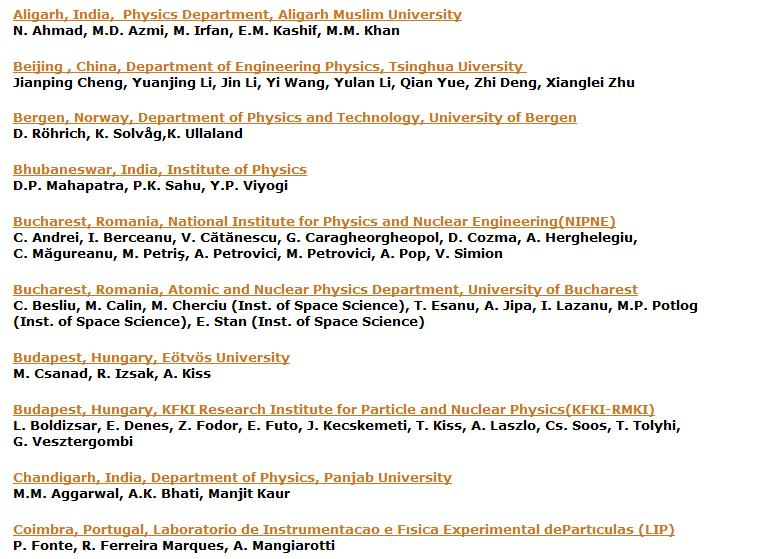 Aligarh, India,  Physics Department, Aligarh Muslim University
N. Ahmad, M.D. Azmi, M. Irfan, E.M. Kashif, M.M. Khan
Beijing , China, Department of Engineering Physics, Tsinghua Uiversity
Jianping Cheng, Yuanjing Li, Jin Li, Yi Wang, Yulan Li, Qian Yue, Zhi Deng, Xianglei Zhu
Bergen, Norway, Department of Physics and Technology, University of Bergen
D. Röhrich, K. Solvåg,K. Ullaland
Bhubaneswar, India, Institute of Physics
D.P. Mahapatra, P.K. Sahu, Y.P. Viyogi
Bucharest, Romania, National Institute for Physics and Nuclear Engineering(NIPNE)
C. Andrei, I. Berceanu, V. Cătănescu, G. Caragheorgheopol, D. Cozma, A. Herghelegiu,
C. Măgureanu, M. Petriş, A. Petrovici, M. Petrovici, A. Pop, V. Simion
Bucharest, Romania, Atomic and Nuclear Physics Department, University of Bucharest
C. Besliu, M. Calin, M. Cherciu (Inst. of Space Science), T. Esanu, A. Jipa, I. Lazanu, M.P. Potlog
(Inst. of Space Science), E. Stan (Inst. of Space Science)
Budapest, Hungary, Eötvös University
M. Csanad, R. Izsak, A. Kiss
Budapest, Hungary, KFKI Research Institute for Particle and Nuclear Physics(KFKI-RMKI)
L. Boldizsar, E. Denes, Z. Fodor, E. Futo, J. Kecskemeti, T. Kiss, A. Laszlo, Cs. Soos, T. Tolyhi,
G. Vesztergombi
Chandigarh, India, Department of Physics, Panjab University
M.M. Aggarwal, A.K. Bhati, Manjit Kaur
Coimbra, Portugal, Laboratorio de Instrumentacao e Fısica Experimental dePartıculas (LIP)
P. Fonte, R. Ferreira Marques, A. Mangiarotti